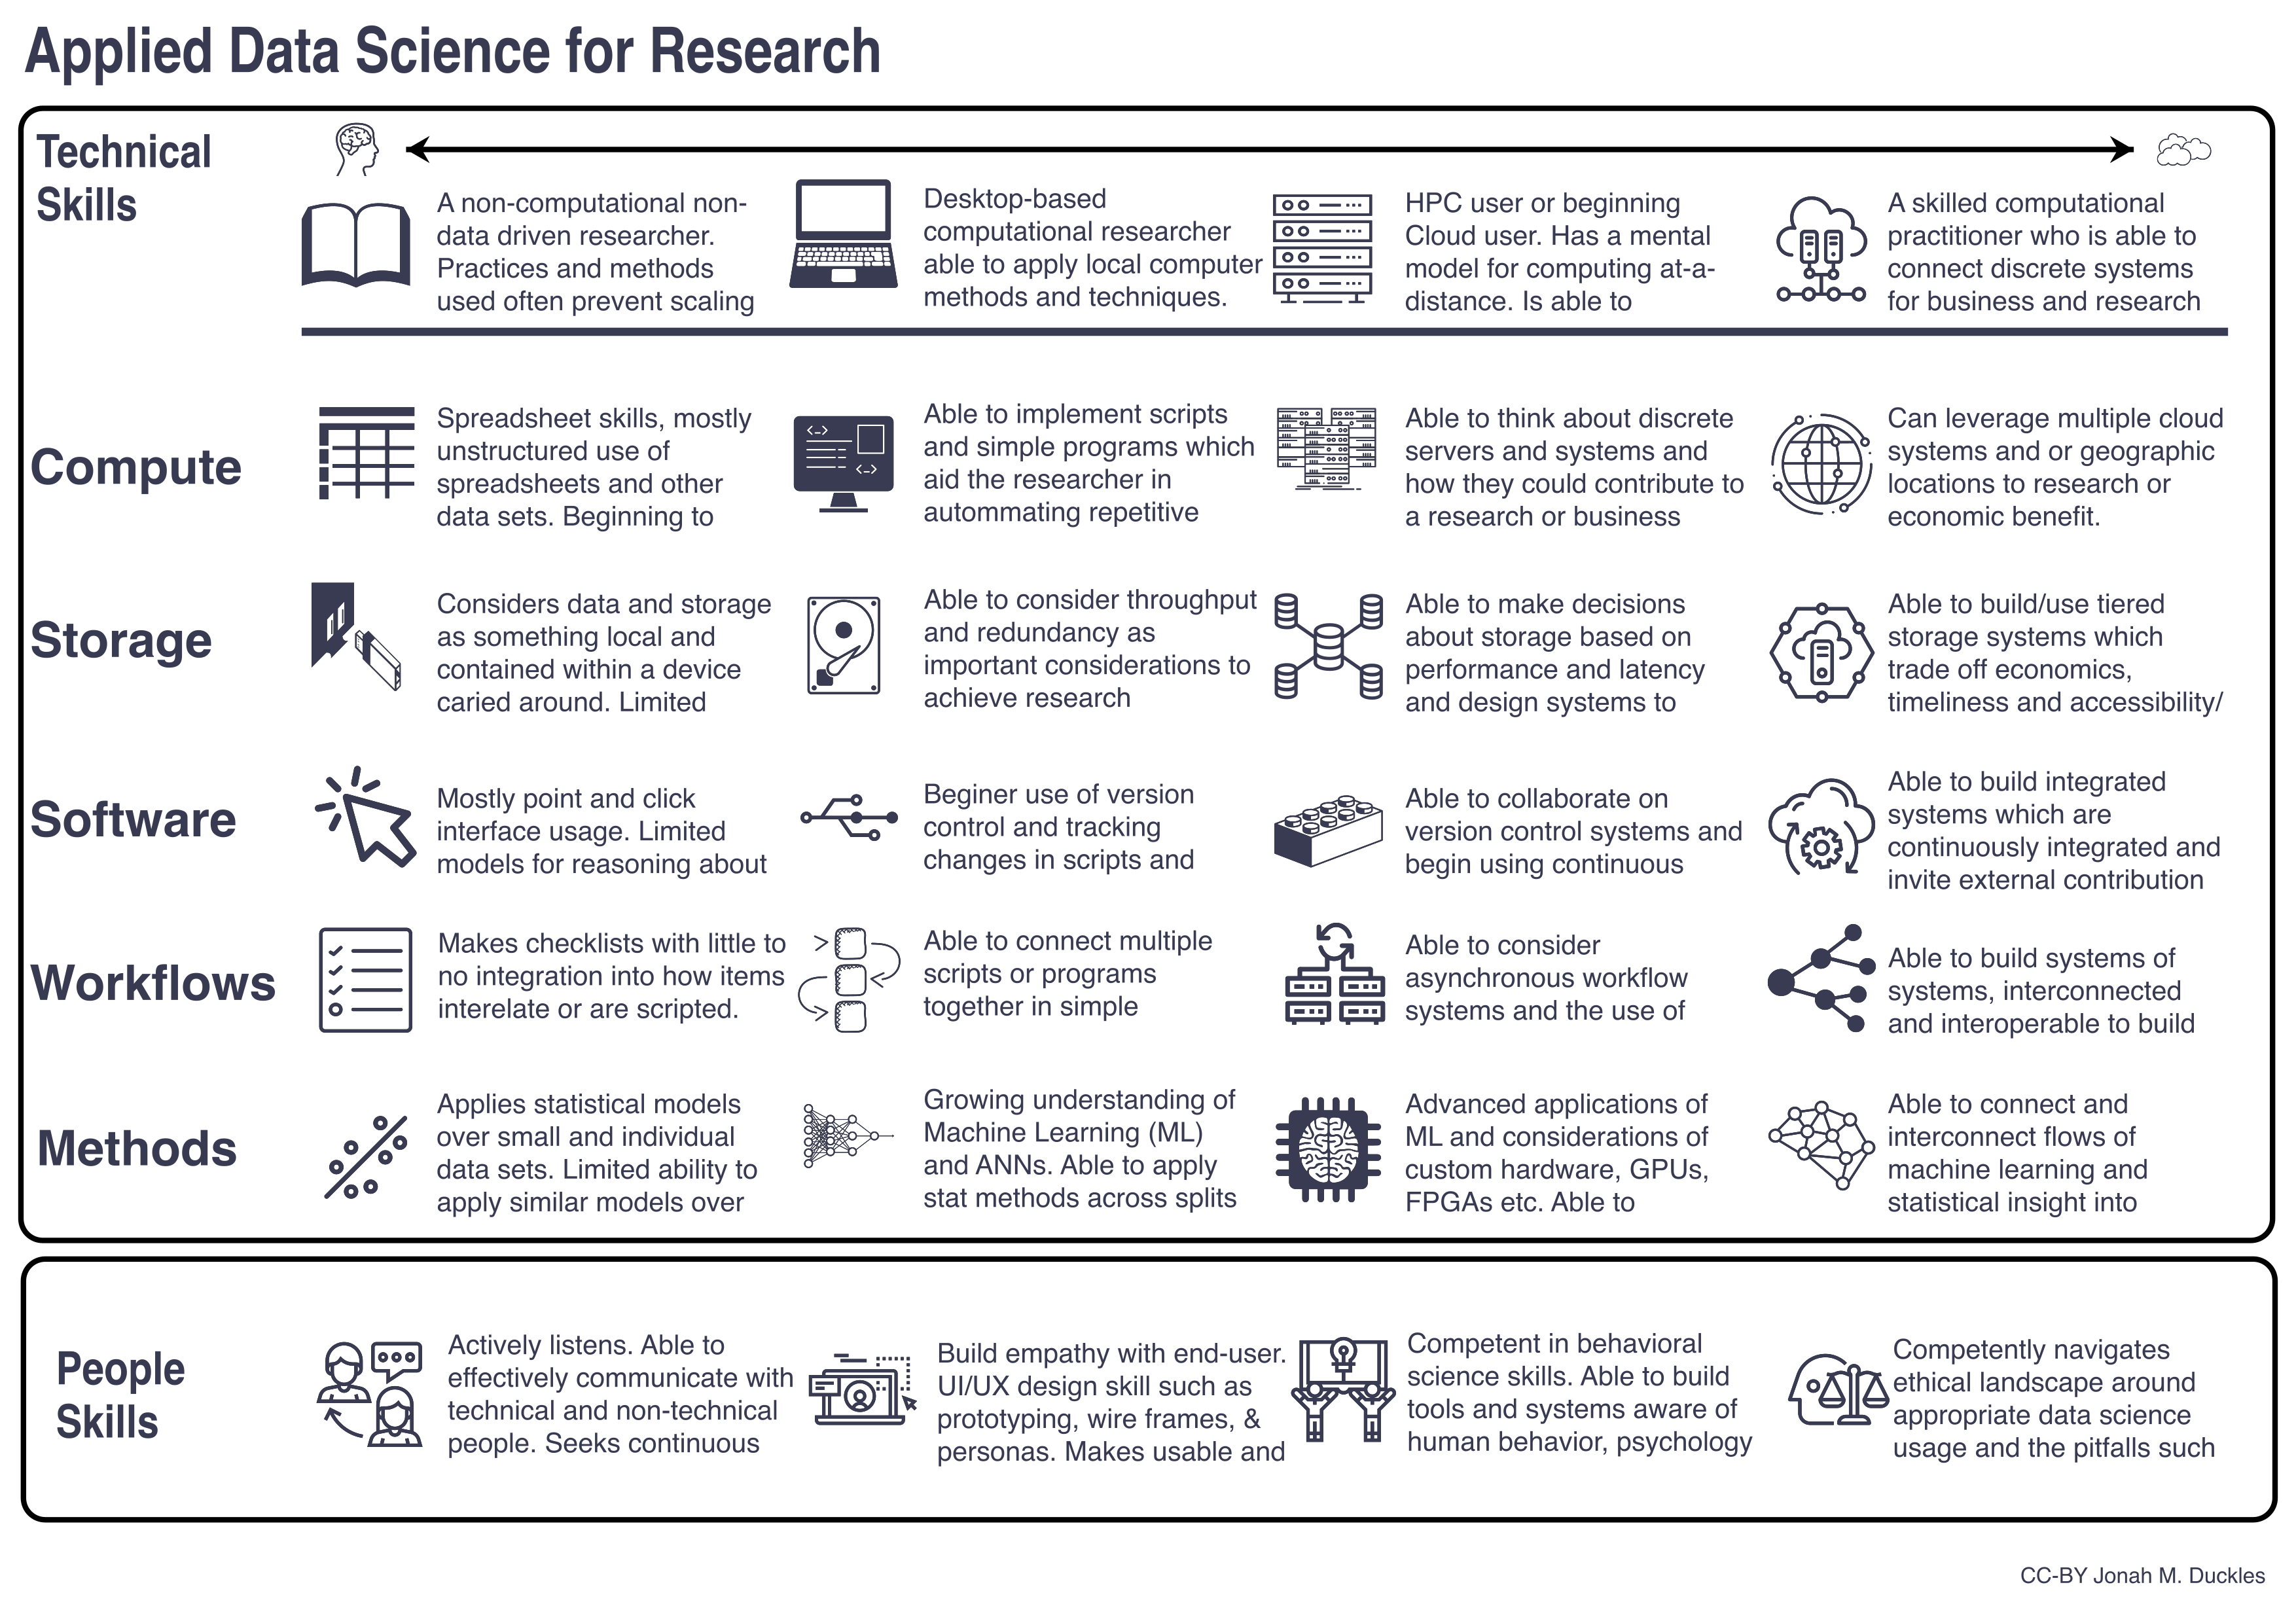 Applied Data Science for Research
Technical
Skills
A non-computational non-
data driven researcher.
Practices and methods
used often prevent scaling
Desktop-based
computational researcher
able to apply local computer
methods and techniques.
HPC user or beginning
Cloud user. Has a mental
model for computing at-a-
distance. Is able to
A skilled computational
practitioner who is able to
connect discrete systems
for business and research
Compute
Spreadsheet skills, mostly
unstructured use of
spreadsheets and other
data sets. Beginning to
Able to implement scripts
and simple programs which
aid the researcher in
autommating repetitive
Able to think about discrete
servers and systems and
how they could contribute to
a research or business
Can leverage multiple cloud
systems and or geographic
locations to research or
economic benefit.
Storage
Considers data and storage
as something local and
contained within a device
caried around. Limited
Able to consider throughput
and redundancy as
important considerations to
achieve research
Able to make decisions
about storage based on
performance and latency
and design systems to
Able to build/use tiered
storage systems which
trade off economics,
timeliness and accessibility/
Software
Mostly point and click
interface usage. Limited
models for reasoning about
Beginer use of version
control and tracking
changes in scripts and
Able to collaborate on
version control systems and
begin using continuous
Able to build integrated
systems which are
continuously integrated and
invite external contribution
Workflows
Makes checklists with little to
no integration into how items
interelate or are scripted.
Able to connect multiple
scripts or programs
together in simple
Able to consider
asynchronous workflow
systems and the use of
Able to build systems of
systems, interconnected
and interoperable to build
Methods
Applies statistical models
over small and individual
data sets. Limited ability to
apply similar models over
Growing understanding of
Machine Learning (ML)
and ANNs. Able to apply
stat methods across splits
Advanced applications of
ML and considerations of
custom hardware, GPUs,
FPGAs etc. Able to
Able to connect and
interconnect flows of
machine learning and
statistical insight into
People
Skills
Actively listens. Able to
effectively communicate with
technical and non-technical
people. Seeks continuous
Build empathy with end-user.
UI/UX design skill such as
prototyping, wire frames, &
personas. Makes usable and
Competent in behavioral
science skills. Able to build
tools and systems aware of
human behavior, psychology
Competently navigates
ethical landscape around
appropriate data science
usage and the pitfalls such
CC-BY Jonah M. Duckles